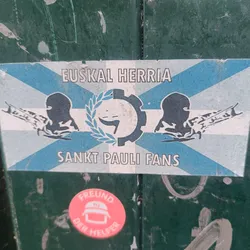 EUSKAL HERRIA
SANKT PAULI FANS
FREUND
DER HELFER